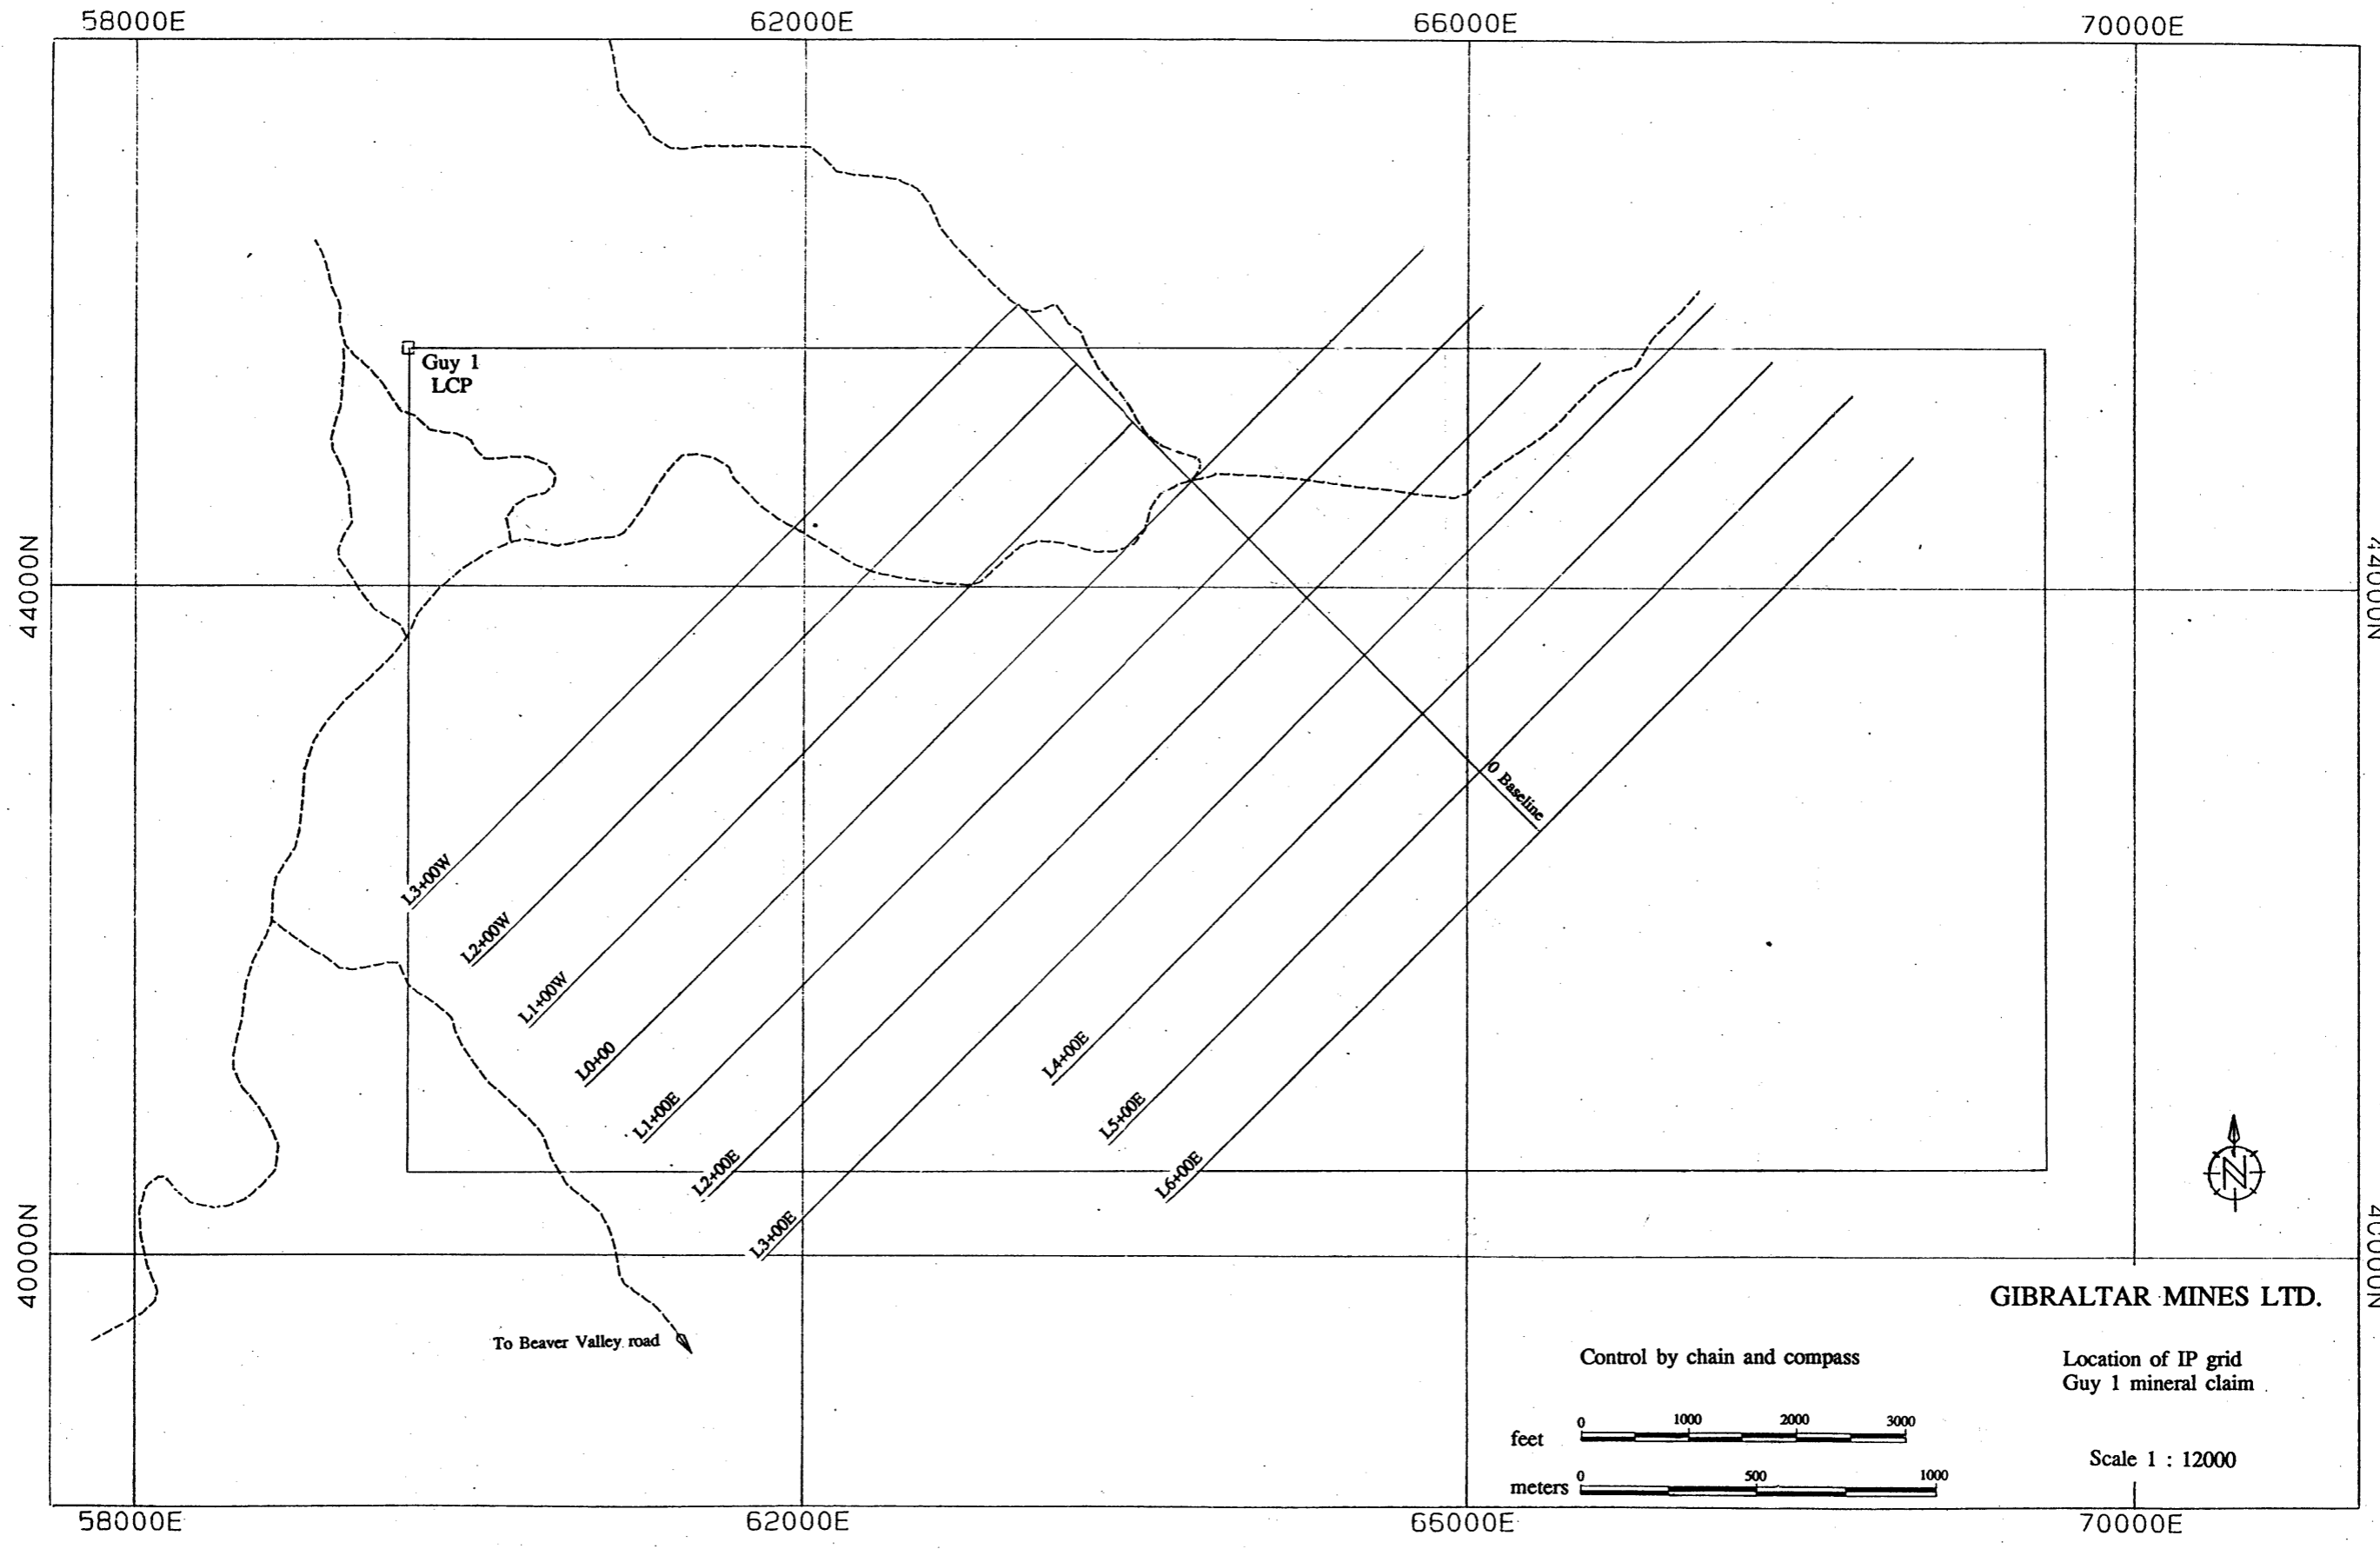 58000E
62000E
66000E
70000E
Guy 1
LCP
44000N
44000N
0 Baseline
L3+00W
L2+00W
L1+00W
L0+00
L1+00E
L2+00E
L3+00E
L4+00E
L5+00E
L6+00E
N
40000N
40000N
To Beaver Valley road
GIBRALTAR MINES LTD.
Control by chain and compass
Location of IP grid
Guy 1 mineral claim
feet 0 1000 2000 3000
meters 0 500 1000
Scale 1 : 12000
58000E
62000E
66000E
70000E